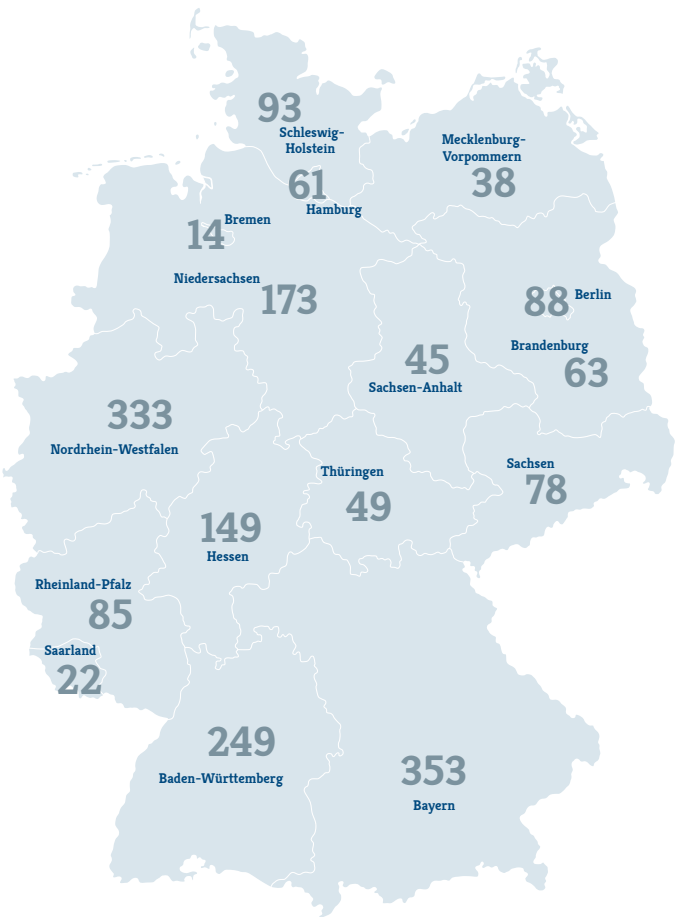 93
Schleswig-
Holstein
Mecklenburg-
Vorpommern
38
61
Hamburg
Bremen
14
Niedersachsen
173
88
Berlin
Brandenburg
63
45
Sachsen-Anhalt
333
Nordrhein-Westfalen
Thüringen
49
Sachsen
78
149
Hessen
Rheinland-Pfalz
85
Saarland
22
249
Baden-Württemberg
353
Bayern